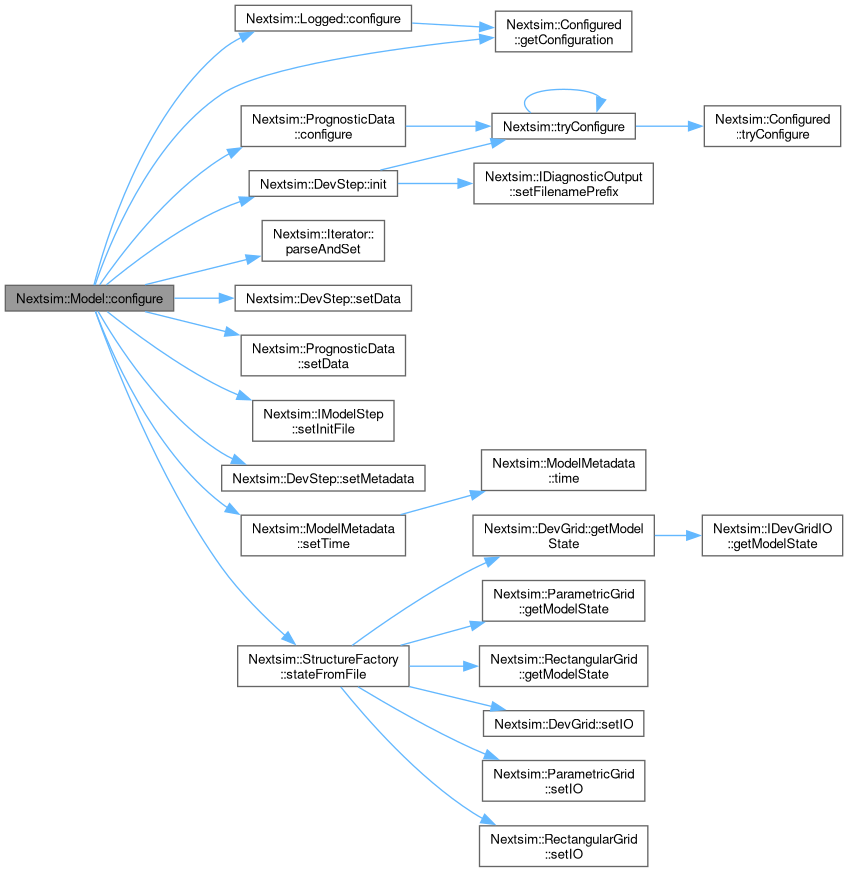 Nextsim::Logged::configure
Nextsim::Configured
::getConfiguration
Nextsim::PrognosticData
::configure
Nextsim::tryConfigure
Nextsim::Configured
::tryConfigure
Nextsim::DevStep::init
Nextsim::IDiagnosticOutput
::setFilenamePrefix
Nextsim::Iterator::
parseAndSet
Nextsim::Model::configure
Nextsim::DevStep::setData
Nextsim::PrognosticData
::setData
Nextsim::IModelStep
::setInitFile
Nextsim::DevStep::setMetadata
Nextsim::ModelMetadata
::time
Nextsim::ModelMetadata
::setTime
Nextsim::DevGrid::getModel
State
Nextsim::IDevGridIO
::getModelState
Nextsim::ParametricGrid
::getModelState
Nextsim::StructureFactory
::stateFromFile
Nextsim::RectangularGrid
::getModelState
Nextsim::DevGrid::setIO
Nextsim::ParametricGrid
::setIO
Nextsim::RectangularGrid
::setIO